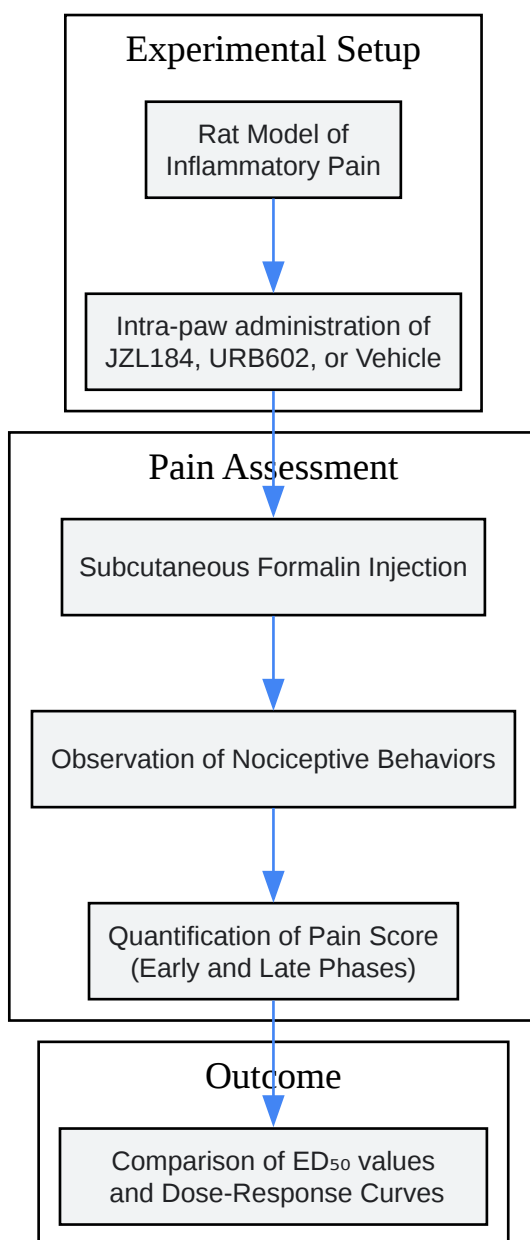 Experimental Setup
Rat Model of
Inflammatory Pain
Intra-paw administration of
JZL184, URB602, or Vehicle
Pain Assessment
Subcutaneous Formalin Injection
Observation of Nociceptive Behaviors
Quantification of Pain Score
(Early and Late Phases)
Outcome
Comparison of ED₅₀ values
and Dose-Response Curves